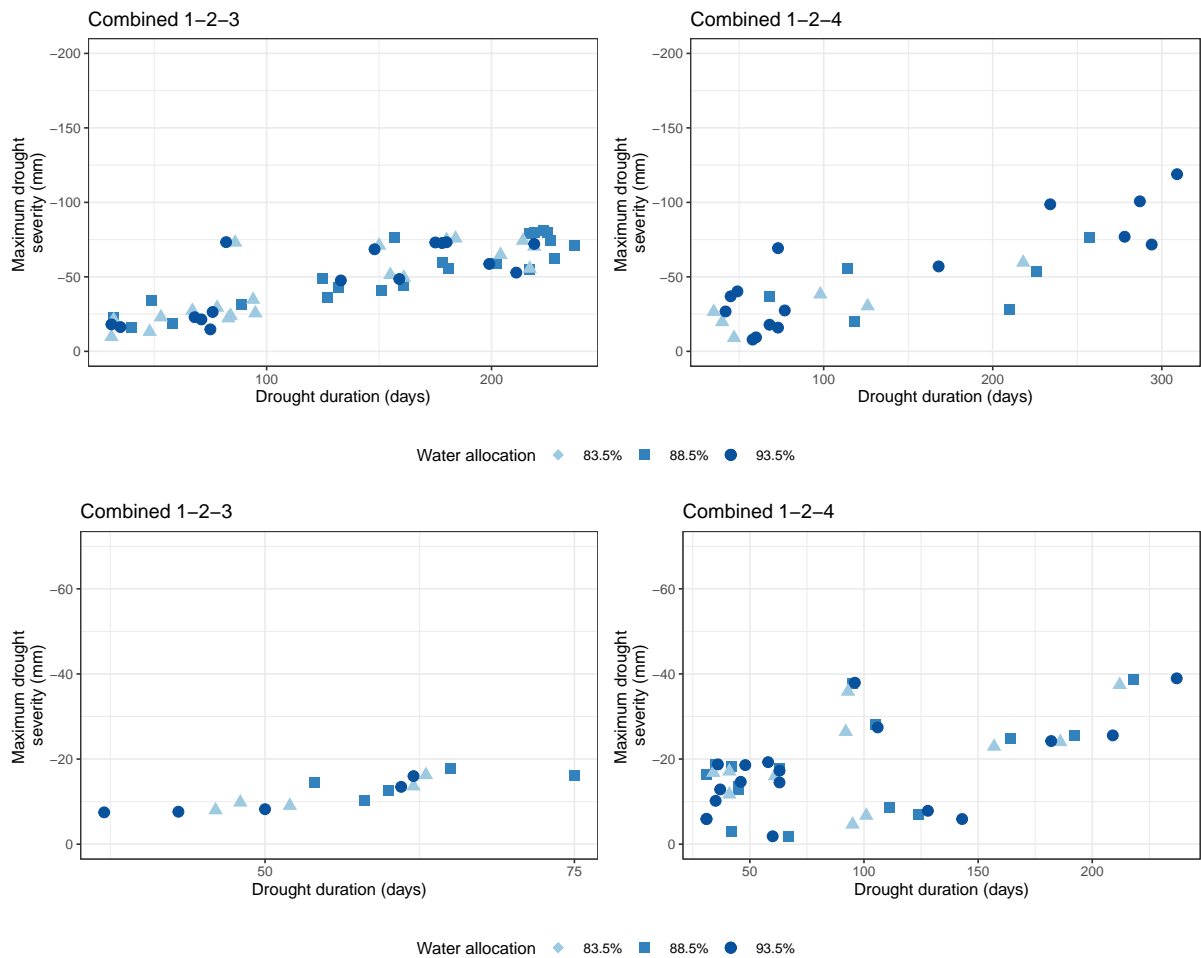 Combined 1−2−3
Combined 1−2−4
Maximum drought
severity (mm)
−200
−150
−100
−50
0
100
200
Drought duration (days)
Maximum drought
severity (mm)
−200
−150
−100
−50
0
100
200
300
Drought duration (days)
Water allocation 83.5% 88.5% 93.5%
Combined 1−2−3
Combined 1−2−4
Maximum drought
severity (mm)
−60
−40
−20
0
50
75
Drought duration (days)
Maximum drought
severity (mm)
−60
−40
−20
0
50
100
150
200
Drought duration (days)
Water allocation 83.5% 88.5% 93.5%